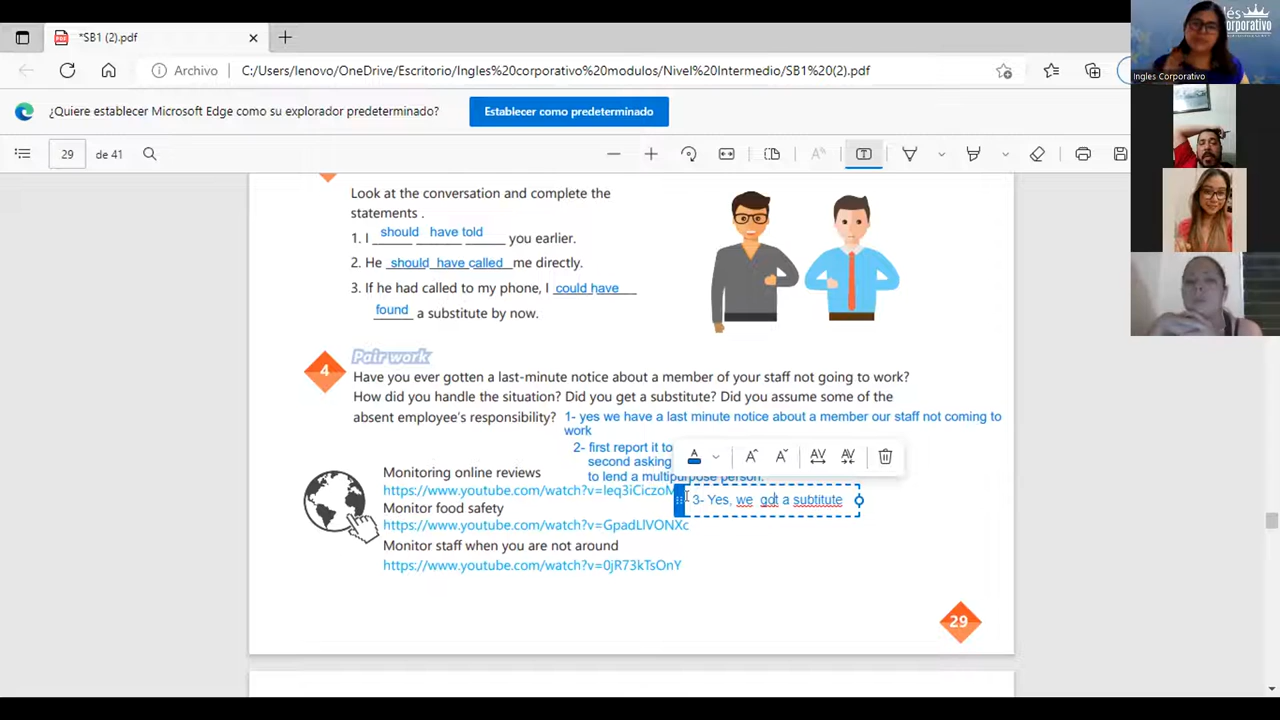 *SB1 (2).pdf
Archivo
C:/Users/lenovo/OneDrive/Escritorio/Ingles%20corporativo%20modulos/Nivel%20Intermedio/SB1%20(2).pdf
¿Quiere establecer Microsoft Edge como su explorador predeterminado?
Establecer como predeterminado
29 de 41
Look at the conversation and complete the
statements .
1. I should have told you earlier.
2. He should have called me directly.
3. If he had called to my phone, I could have
found a substitute by now.
4
Pair work
Have you ever gotten a last-minute notice about a member of your staff not going to work?
How did you handle the situation? Did you get a substitute? Did you assume some of the
absent employee's responsibility?
1- yes we have a last minute notice about a member our staff not coming to
work
2- first report it to
second asking
to lend a multipurpose person.
3- Yes, we got a subtitute
Monitoring online reviews
https://www.youtube.com/watch?v=Ieq3iCiczoM
Monitor food safety
https://www.youtube.com/watch?v=GpadLlVONXc
Monitor staff when you are not around
https://www.youtube.com/watch?v=0jR73kTsOnY
29
Ingles Corporativo